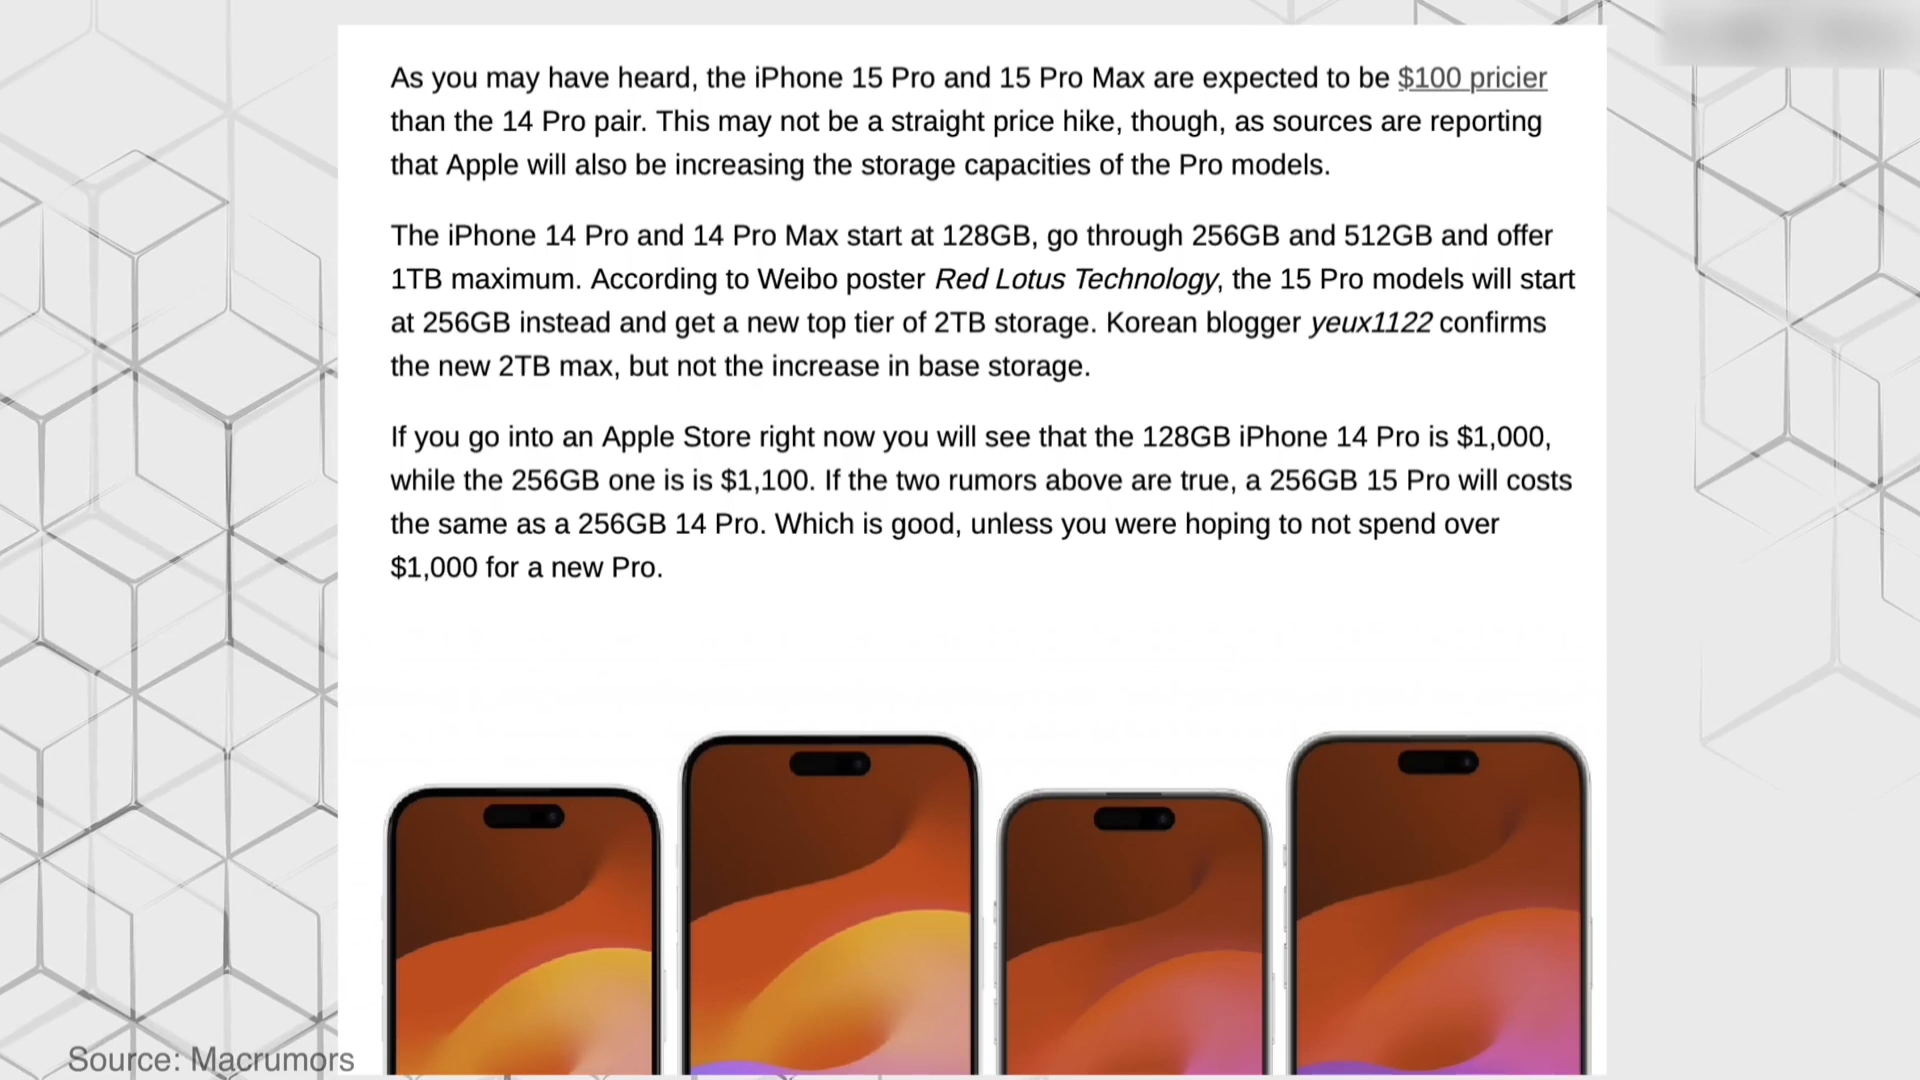 As you may have heard, the iPhone 15 Pro and 15 Pro Max are expected to be $100 pricier
than the 14 Pro pair. This may not be a straight price hike, though, as sources are reporting
that Apple will also be increasing the storage capacities of the Pro models.
The iPhone 14 Pro and 14 Pro Max start at 128GB, go through 256GB and 512GB and offer
1TB maximum. According to Weibo poster Red Lotus Technology, the 15 Pro models will start
at 256GB instead and get a new top tier of 2TB storage. Korean blogger yeux1122 confirms
the new 2TB max, but not the increase in base storage.
If you go into an Apple Store right now you will see that the 128GB iPhone 14 Pro is $1,000,
while the 256GB one is is $1,100. If the two rumors above are true, a 256GB 15 Pro will costs
the same as a 256GB 14 Pro. Which is good, unless you were hoping to not spend over
$1,000 for a new Pro.
Source: Macrumors